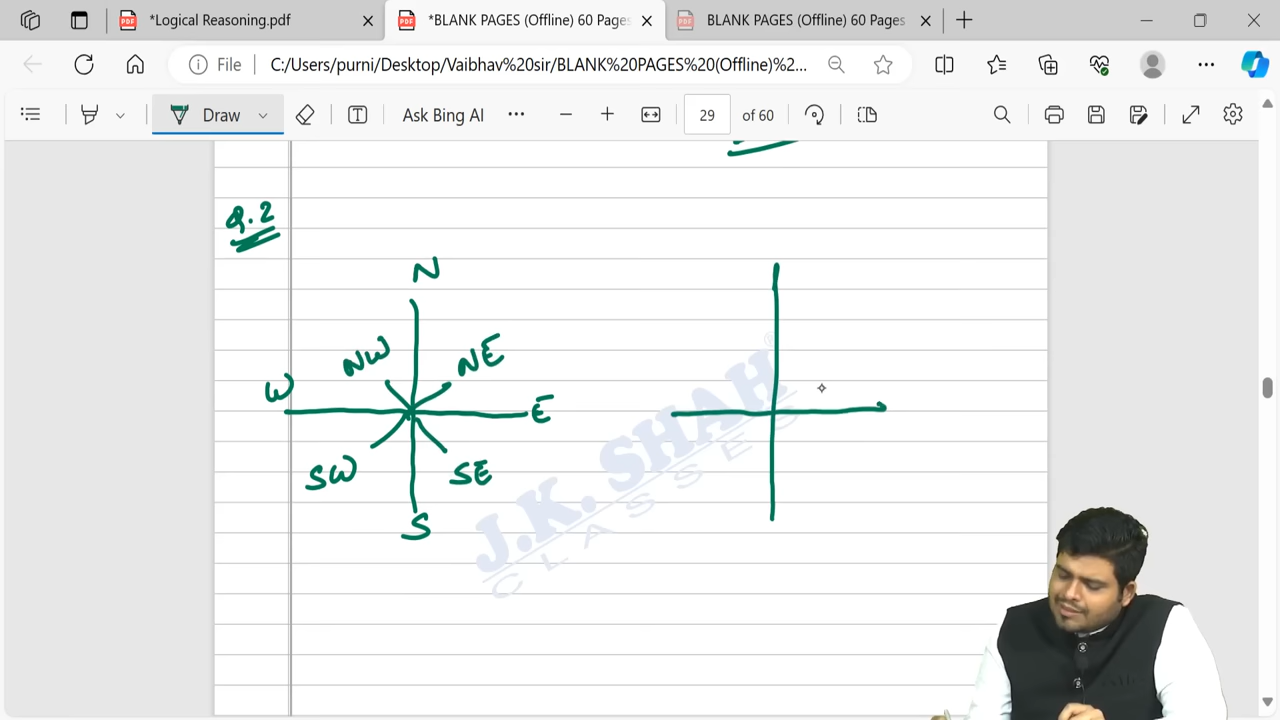 *Logical Reasoning.pdf
*BLANK PAGES (Offline) 60 Pages
BLANK PAGES (Offline) 60 Pages
File
C:/Users/purni/Desktop/Vaibhav%20sir/BLANK%20PAGES%20(Offline)%2...
Draw
Ask Bing AI
29 of 60
Q.2
N
NW NE
W E
SW SE
S
J.K. SHAH®
CLASSES